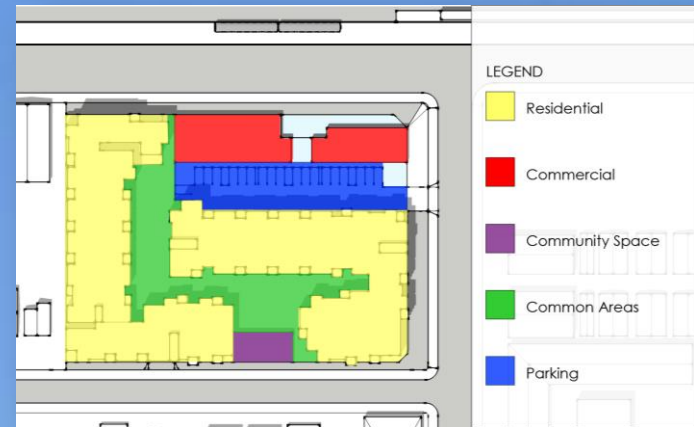 LEGEND
Residential
Commercial
Community Space
Common Areas
Parking